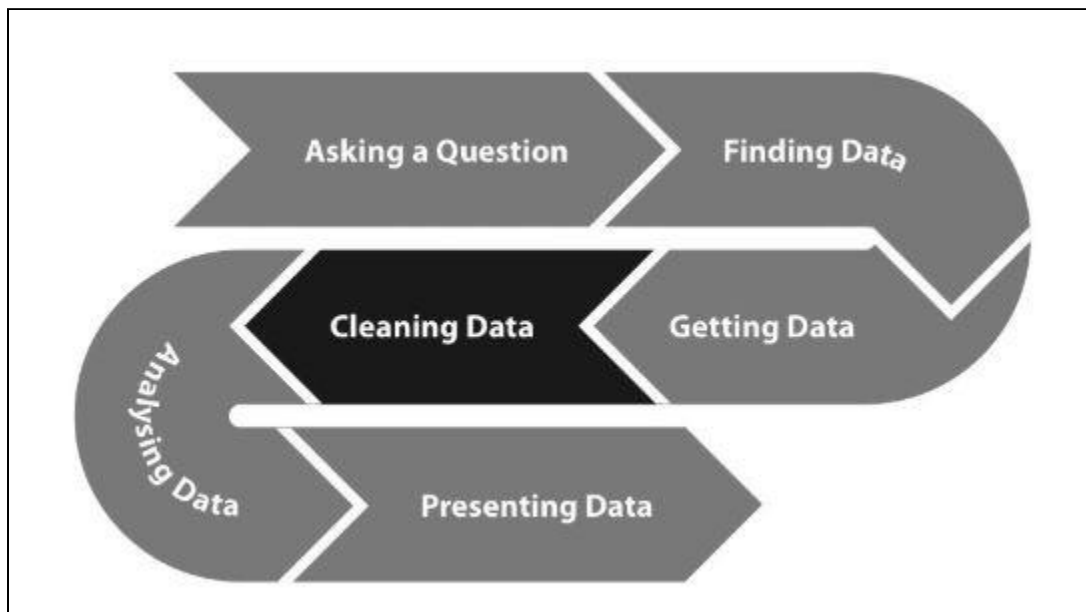 Asking a Question
Finding Data
Getting Data
Cleaning Data
Analysing Data
Presenting Data